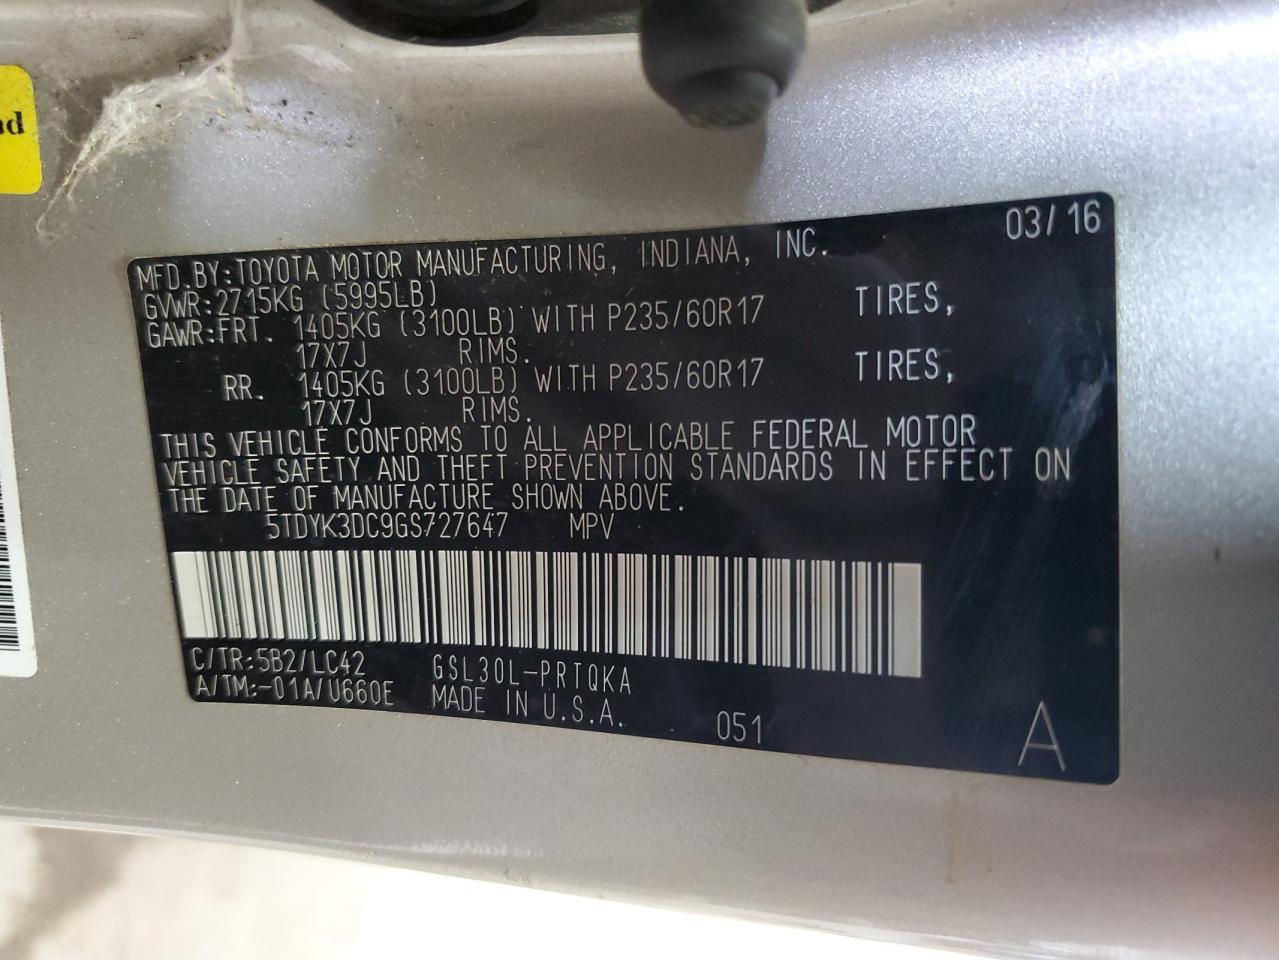 ad
03/16
MFD.BY:TOYOTA MOTOR MANUFACTURING, INDIANA, INC.
GVWR:2715KG (5995LB)
GAWR:FRT. 1405KG (3100LB) WITH P235/60R17 TIRES,
17X7J RIMS.
RR. 1405KG (3100LB) WITH P235/60R17 TIRES,
17X7J RIMS.
THIS VEHICLE CONFORMS TO ALL APPLICABLE FEDERAL MOTOR
VEHICLE SAFETY AND THEFT PREVENTION STANDARDS IN EFFECT ON
THE DATE OF MANUFACTURE SHOWN ABOVE.
5TDYK3DC9GS727647 MPV
C/TR:5B2/LC42 GSL30L-PRTQKA
A/TM:-01A/U660E MADE IN U.S.A. 051
A